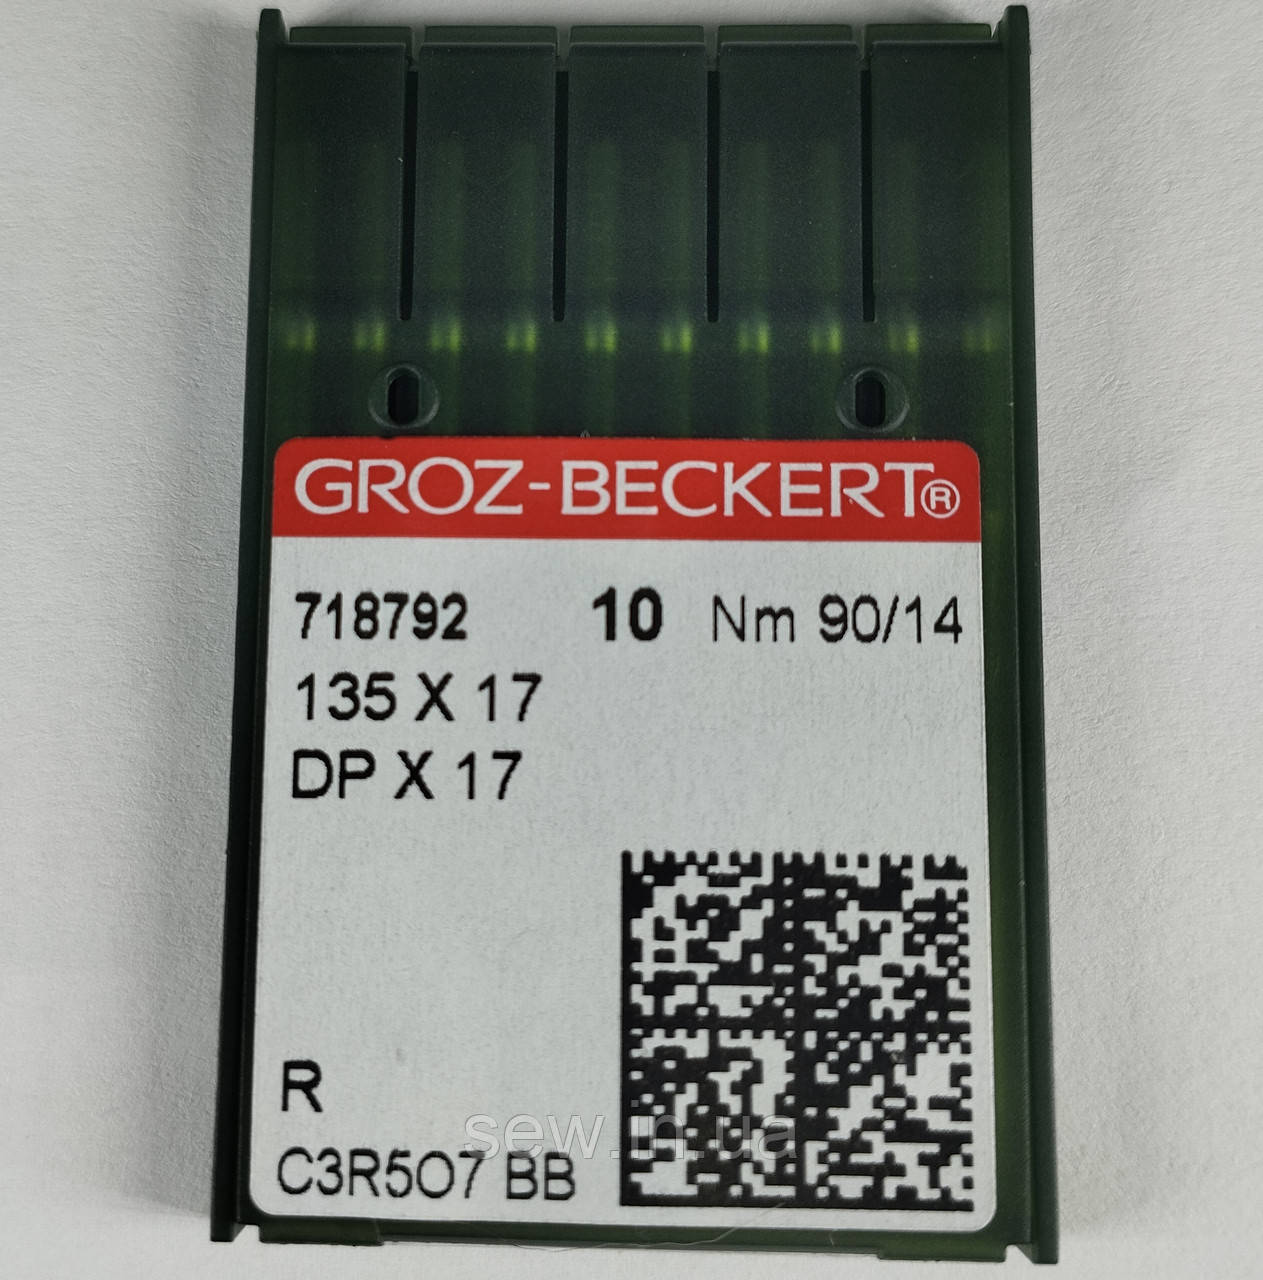 GROZ-BECKERT®
718792 10 Nm 90/14
135 X 17
DP X 17
R
sew.in.ua
C3R5O7 BB